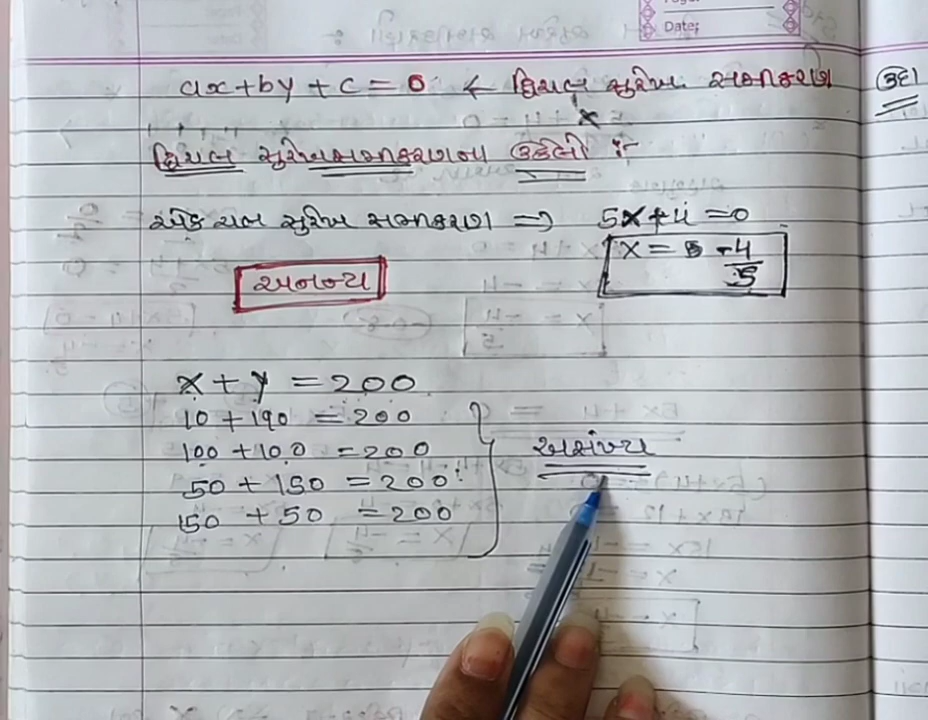 Date:
ax + by + c = 0 ← દ્વિચલ સુરેખ સમીકરણ
દ્વિચલ સુરેખ સમીકરણના ઉકેલો :-
એક ચલ સુરેખ સમીકરણ ⇒ 5x + 4 = 0
x = -4/5
અનન્ય
x + y = 200
10 + 190 = 200
100 + 100 = 200
અસંખ્ય
50 + 150 = 200
150 + 50 = 200